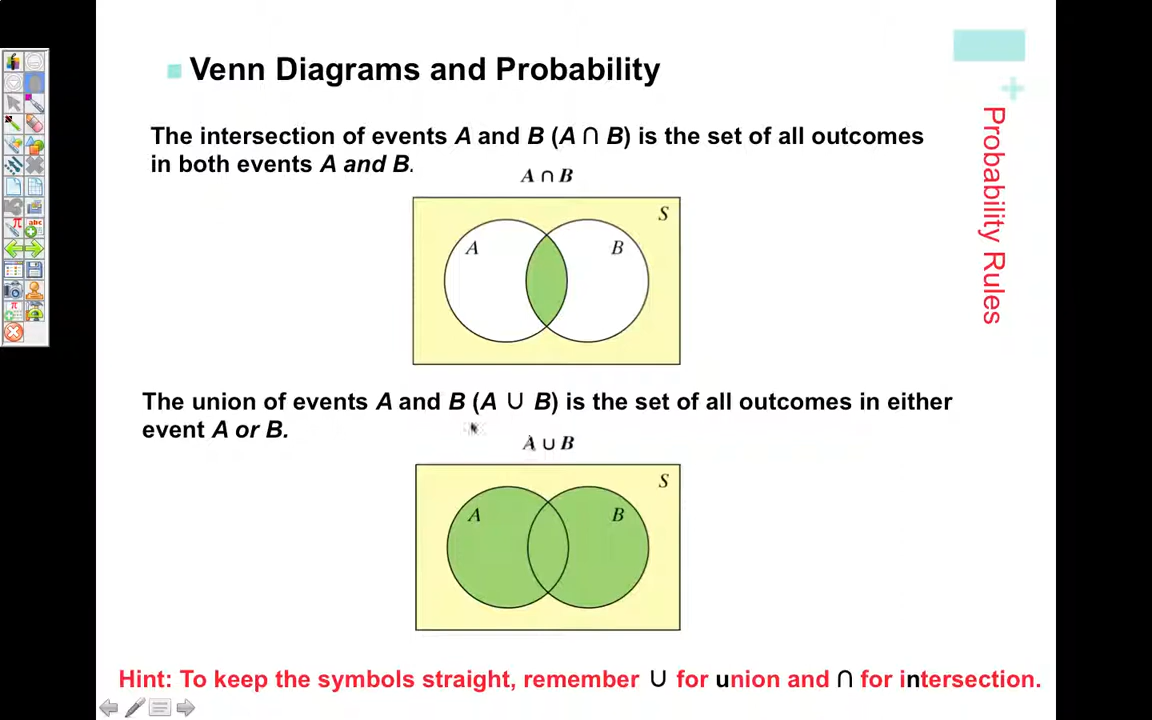 Venn Diagrams and Probability
The intersection of events A and B (A ∩ B) is the set of all outcomes
in both events A and B.
A ∩ B
S
A
B
The union of events A and B (A ∪ B) is the set of all outcomes in either
event A or B.
A ∪ B
S
A
B
Hint: To keep the symbols straight, remember ∪ for union and ∩ for intersection.
+
Probability Rules